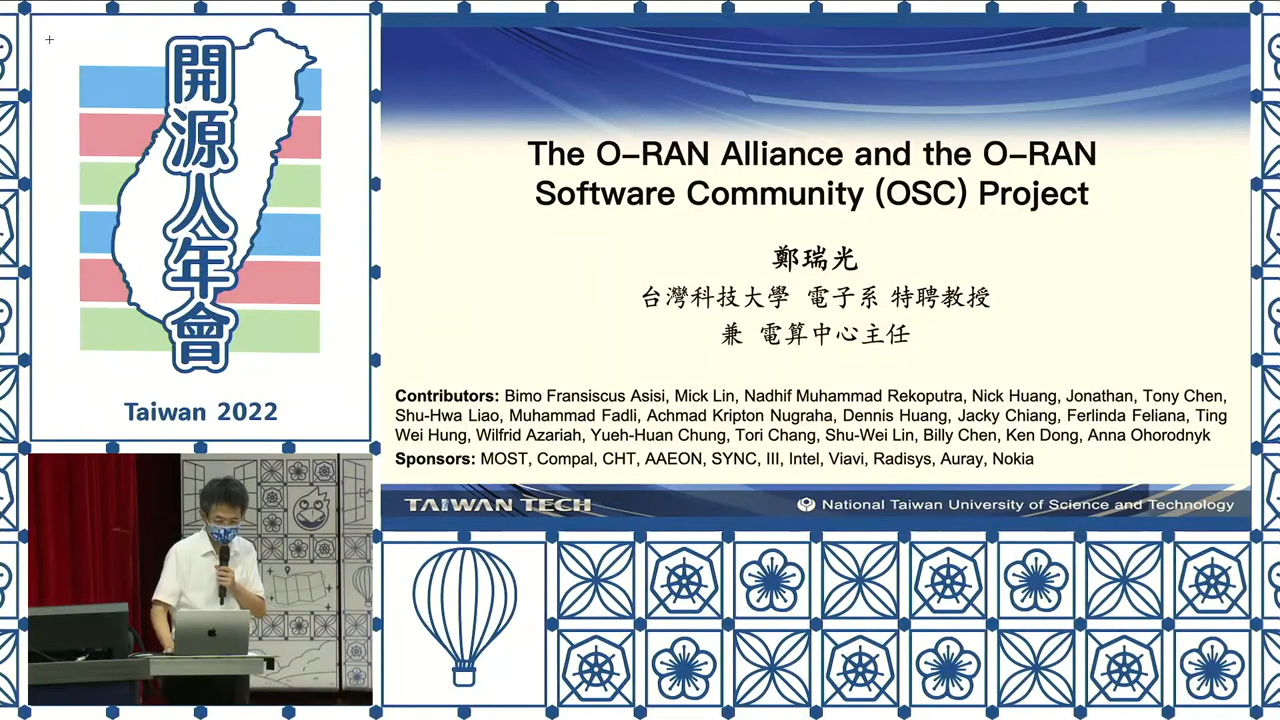 開源人年會
Taiwan 2022
The O-RAN Alliance and the O-RAN
Software Community (OSC) Project
鄭瑞光
台灣科技大學 電子系 特聘教授
兼 電算中心主任
Contributors: Bimo Fransiscus Asisi, Mick Lin, Nadhif Muhammad Rekoputra, Nick Huang, Jonathan, Tony Chen,
Shu-Hwa Liao, Muhammad Fadli, Achmad Kripton Nugraha, Dennis Huang, Jacky Chiang, Ferlinda Feliana, Ting
Wei Hung, Wilfrid Azariah, Yueh-Huan Chung, Tori Chang, Shu-Wei Lin, Billy Chen, Ken Dong, Anna Ohorodnyk
Sponsors: MOST, Compal, CHT, AAEON, SYNC, III, Intel, Viavi, Radisys, Auray, Nokia
TAIWAN TECH
National Taiwan University of Science and Technology